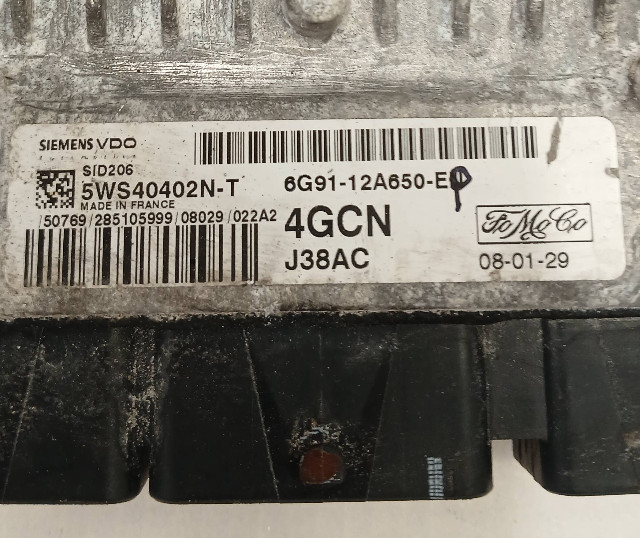 SIEMENS VDO
Automotive
SID206
5WS40402N-T
MADE IN FRANCE
/50769/285105999/08029/022A2
6G91-12A650-E
4GCN
J38AC
FoMoCo
08-01-29